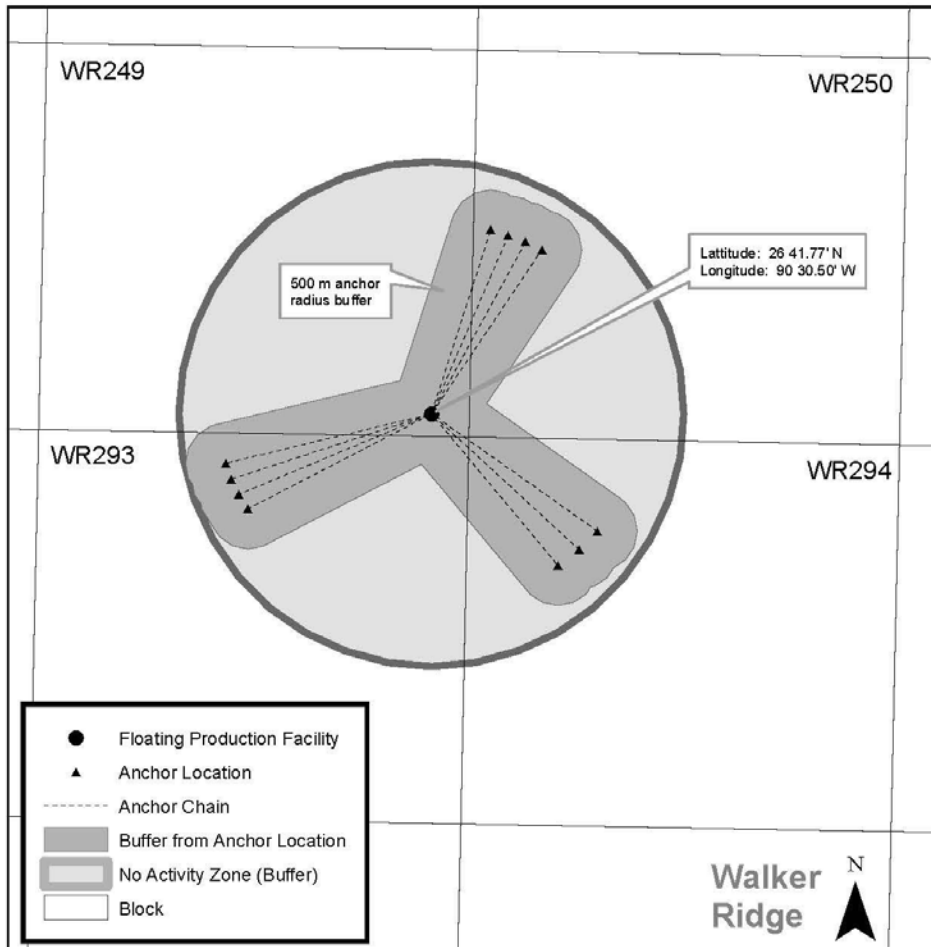 WR249
WR250
Lattitude: 26 41.77' N
Longitude: 90 30.50' W
500 m anchor
radius buffer
WR293
WR294
Floating Production Facility
Anchor Location
Anchor Chain
Buffer from Anchor Location
No Activity Zone (Buffer)
Block
Walker
Ridge
N